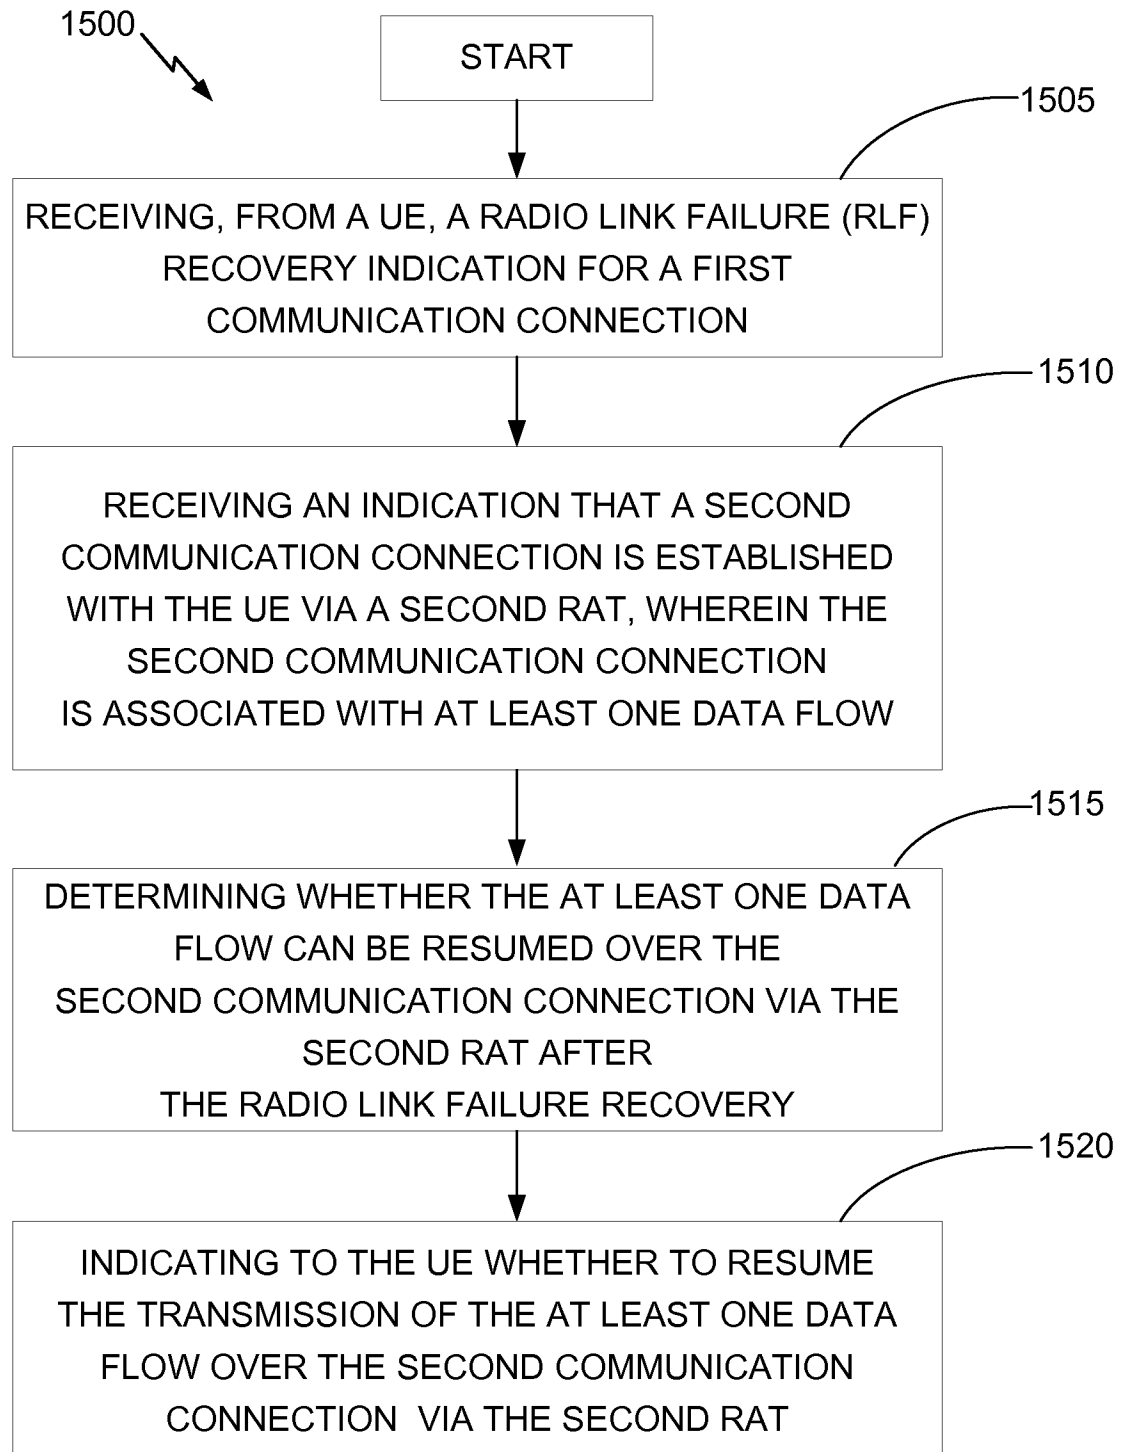 1500
START
1505
RECEIVING, FROM A UE, A RADIO LINK FAILURE (RLF)
RECOVERY INDICATION FOR A FIRST
COMMUNICATION CONNECTION
1510
RECEIVING AN INDICATION THAT A SECOND
COMMUNICATION CONNECTION IS ESTABLISHED
WITH THE UE VIA A SECOND RAT, WHEREIN THE
SECOND COMMUNICATION CONNECTION
IS ASSOCIATED WITH AT LEAST ONE DATA FLOW
1515
DETERMINING WHETHER THE AT LEAST ONE DATA
FLOW CAN BE RESUMED OVER THE
SECOND COMMUNICATION CONNECTION VIA THE
SECOND RAT AFTER
THE RADIO LINK FAILURE RECOVERY
1520
INDICATING TO THE UE WHETHER TO RESUME
THE TRANSMISSION OF THE AT LEAST ONE DATA
FLOW OVER THE SECOND COMMUNICATION
CONNECTION VIA THE SECOND RAT